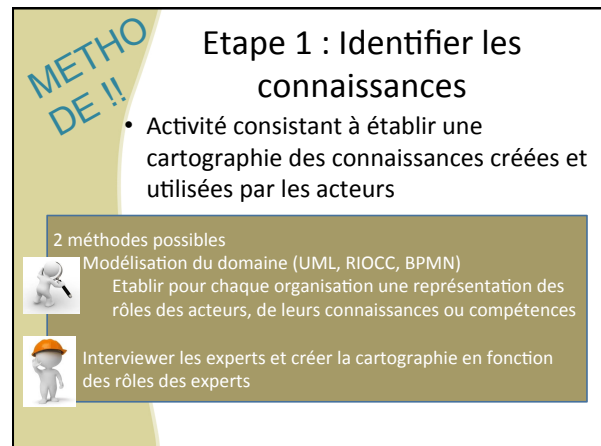 METHO
DE !!
Etape 1 : Identifier les
connaissances
• Activité consistant à établir une
cartographie des connaissances créées et
utilisées par les acteurs
2 méthodes possibles
Modélisation du domaine (UML, RIOCC, BPMN)
Etablir pour chaque organisation une représentation des
rôles des acteurs, de leurs connaissances ou compétences
Interviewer les experts et créer la cartographie en fonction
des rôles des experts